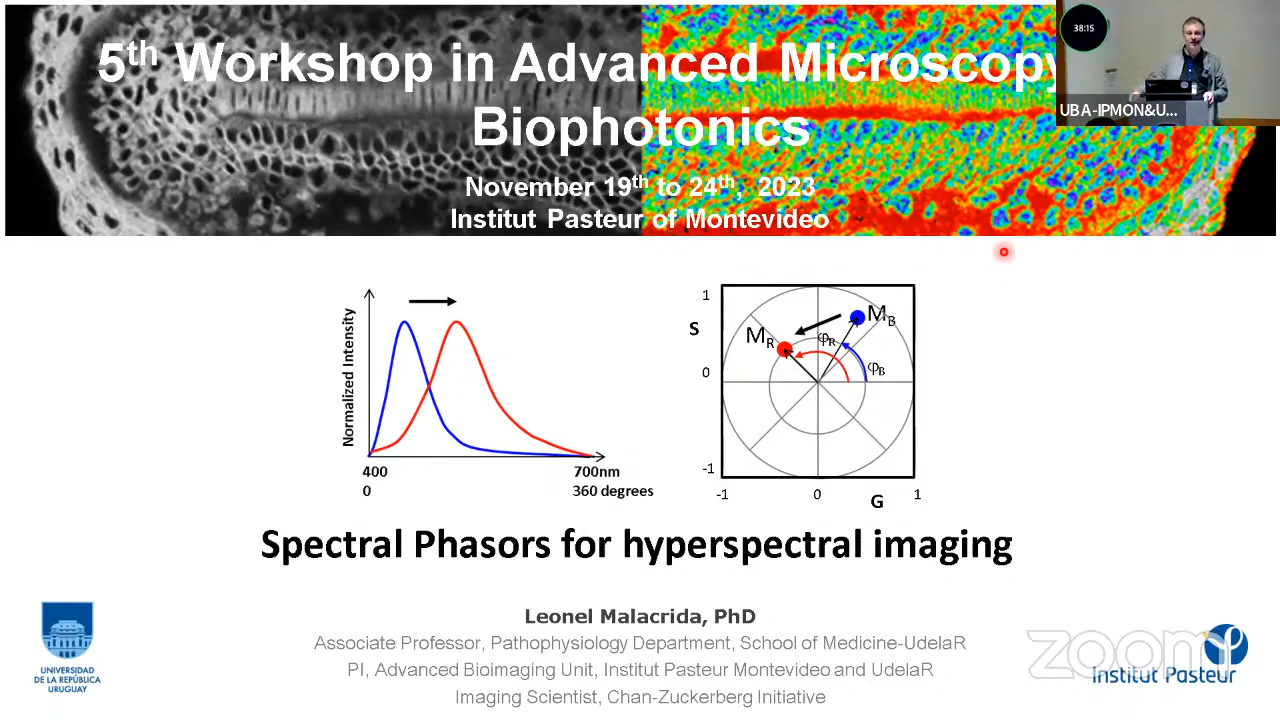 5th Workshop in Advanced Microscopy
Biophotonics
November 19th to 24th, 2023
Institut Pasteur of Montevideo
38:15
UBA-IPMON&U...
Normalized Intensity
400
700nm
0
360 degrees
S
1
0
-1
MR
MB
φR
φB
-1
0
1
G
Spectral Phasors for hyperspectral imaging
Leonel Malacrida, PhD
Associate Professor, Pathophysiology Department, School of Medicine-UdelaR
PI, Advanced Bioimaging Unit, Institut Pasteur Montevideo and UdelaR
Imaging Scientist, Chan-Zuckerberg Initiative
UNIVERSIDAD
DE LA REPÚBLICA
URUGUAY
zoom
Institut Pasteur